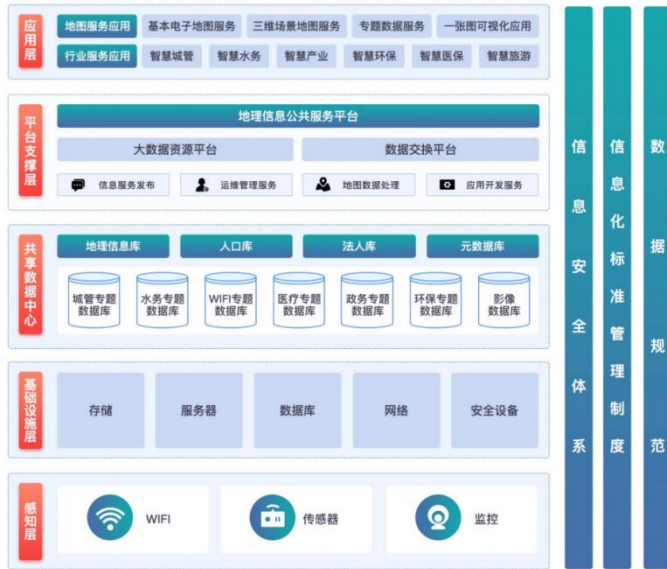 应用层
地图服务应用 基本电子地图服务 三维场景地图服务 专题数据服务 一张图可视化应用
行业服务应用 智慧城管 智慧水务 智慧产业 智慧环保 智慧医保 智慧旅游
平台支撑层
地理信息公共服务平台
大数据资源平台 数据交换平台
信息服务发布 运维管理服务 地图数据处理 应用开发服务
共享数据中心
地理信息库 人口库 法人库 元数据库
城管专题数据库 水务专题数据库 WIFI专题数据库 医疗专题数据库 政务专题数据库 环保专题数据库 影像数据库
基础设施层
存储 服务器 数据库 网络 安全设备
感知层
WIFI 传感器 监控
信息安全体系
信息化标准管理制度
数据规范